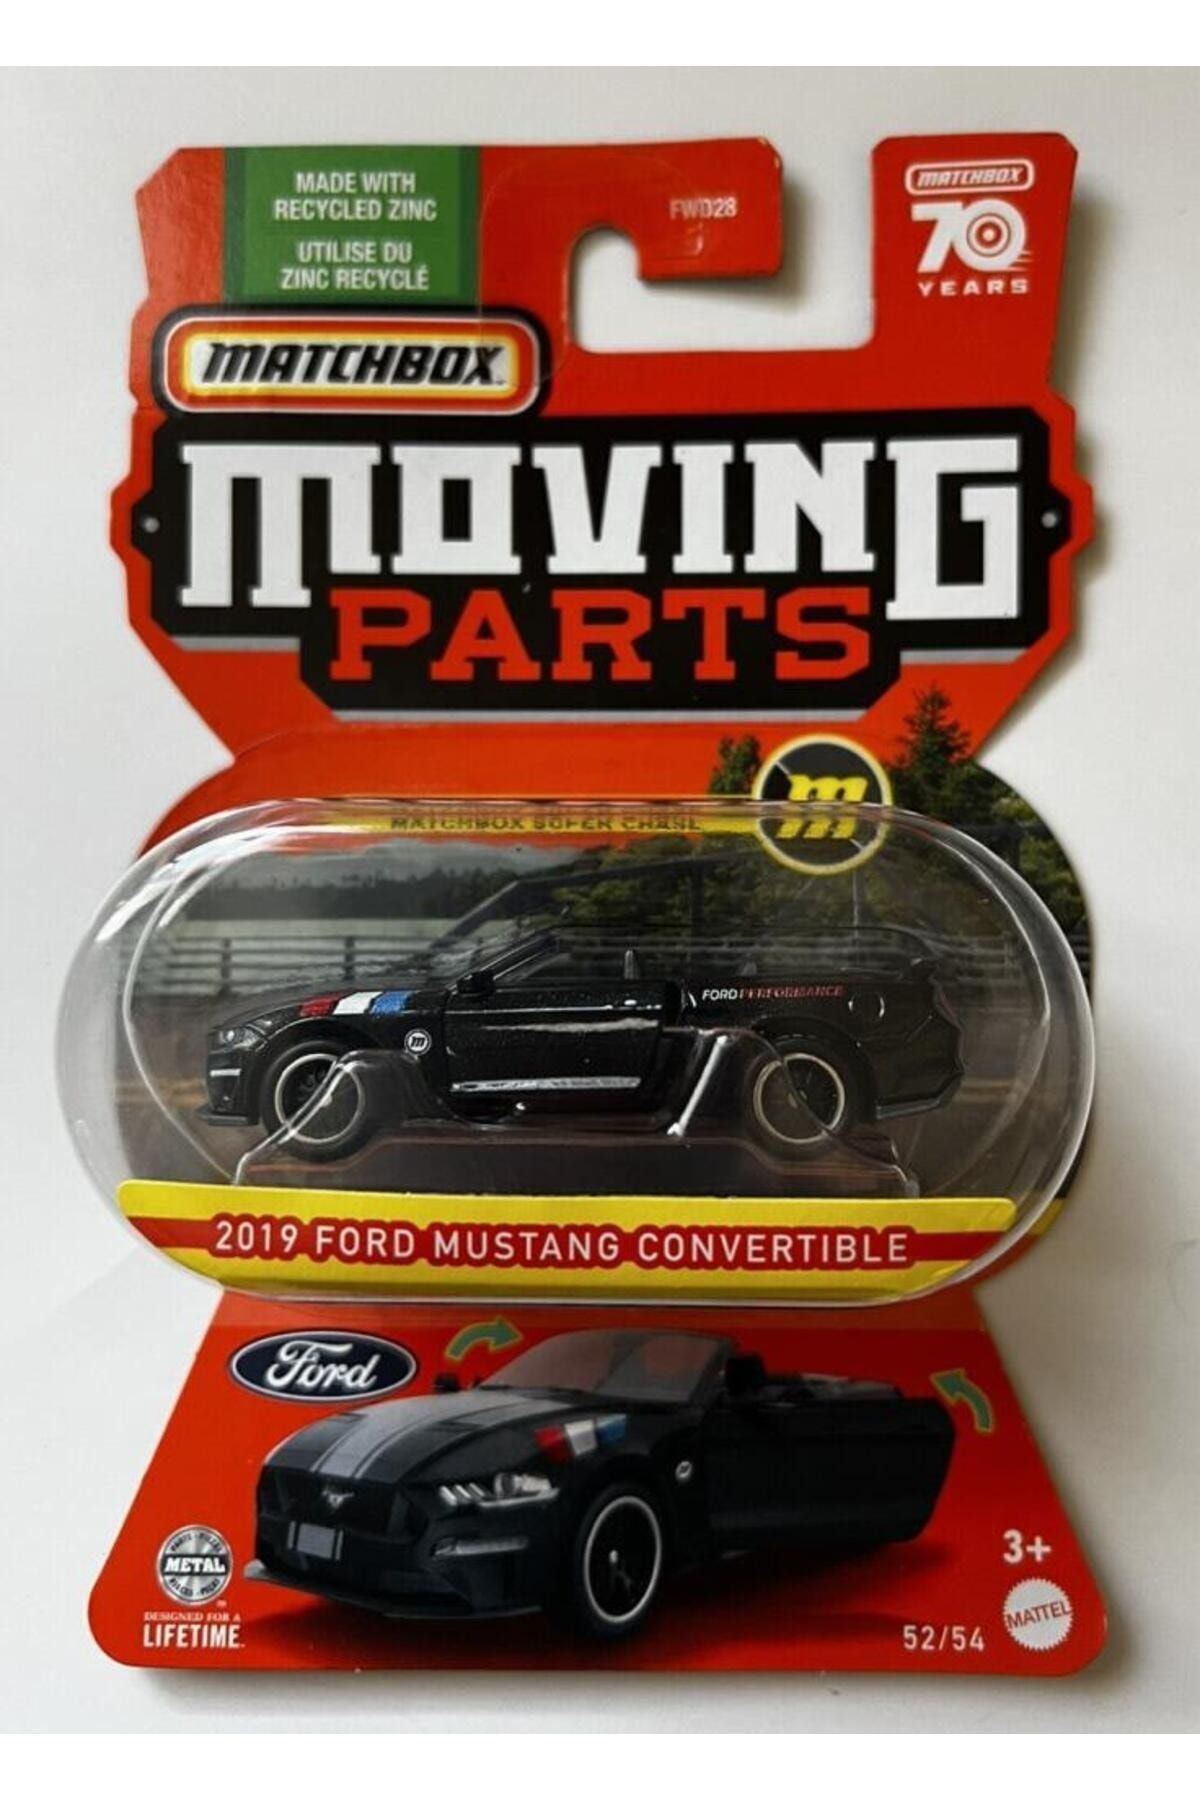 MADE WITH
RECYCLED ZINC
UTILISE DU
ZINC RECYCLÉ
FWD28
MATCHBOX
70
YEARS
MATCHBOX
MOVING
PARTS
MATCHBOX SUPER CHASE
m
FORD PERFORMANCE
m
2019 FORD MUSTANG CONVERTIBLE
Ford
METAL
DESIGNED FOR A
LIFETIME™
3+
MATTEL
52/54